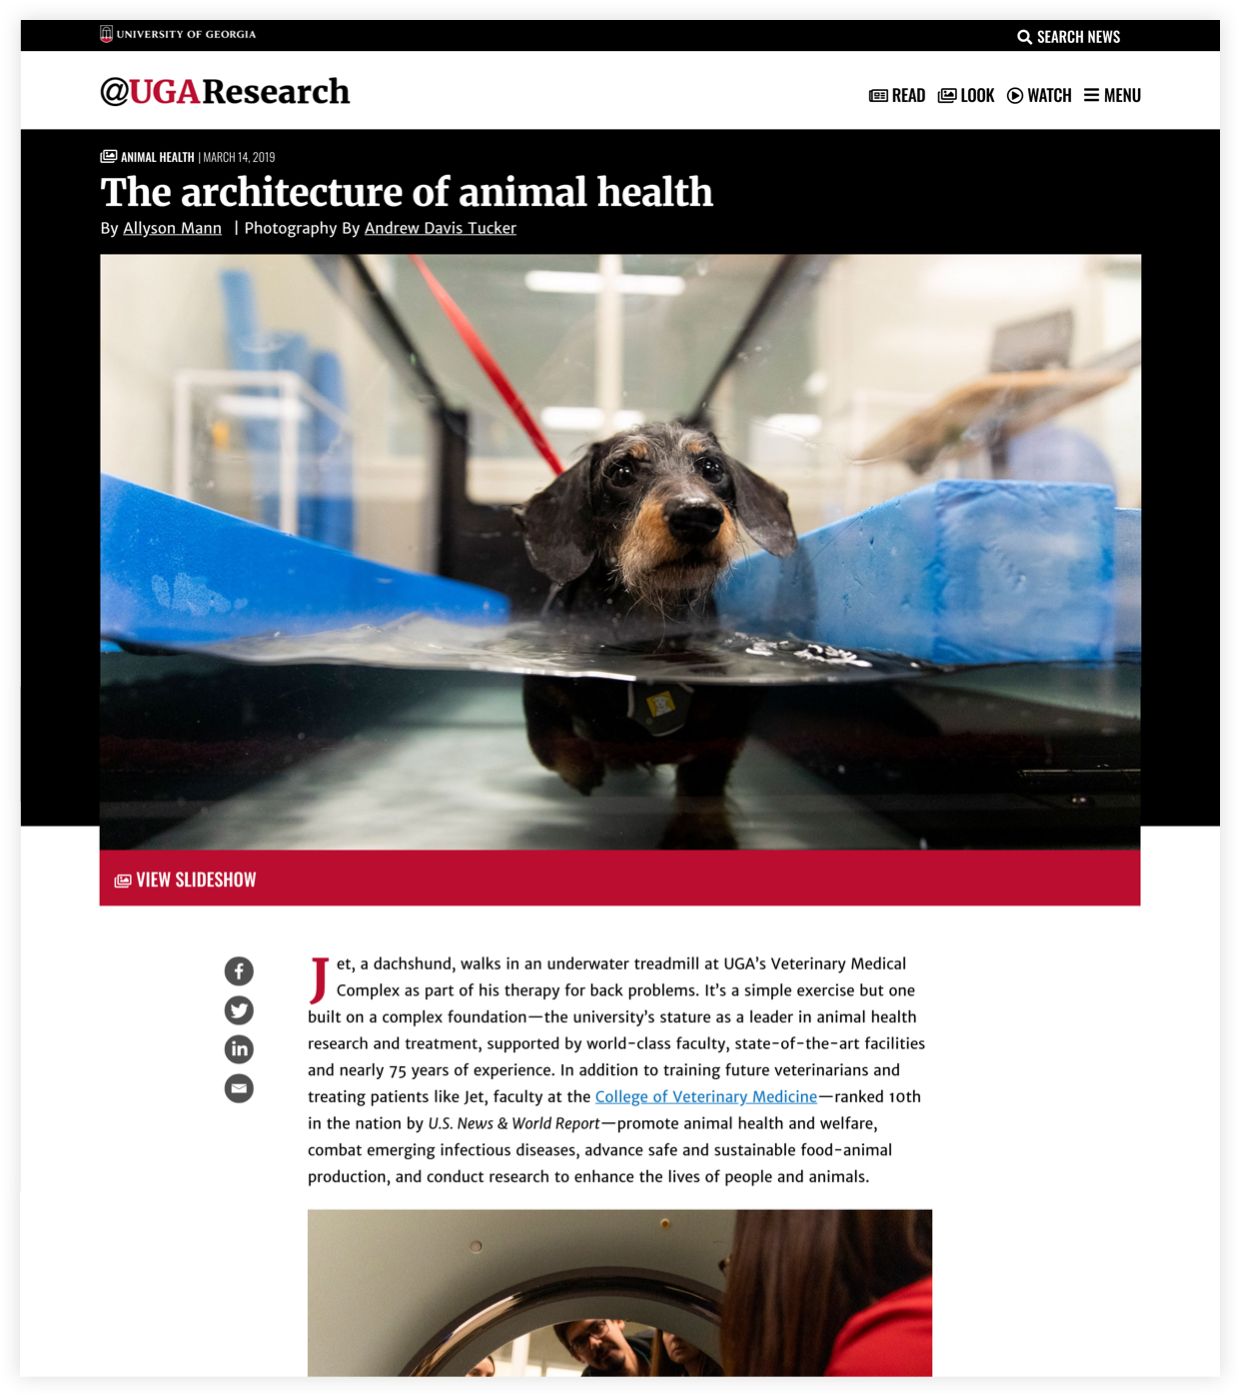 UNIVERSITY OF GEORGIA
SEARCH NEWS
@UGAResearch
READ LOOK WATCH MENU
ANIMAL HEALTH | MARCH 14, 2019
The architecture of animal health
By Allyson Mann | Photography By Andrew Davis Tucker
VIEW SLIDESHOW
Jet, a dachshund, walks in an underwater treadmill at UGA's Veterinary Medical
Complex as part of his therapy for back problems. It's a simple exercise but one
built on a complex foundation—the university's stature as a leader in animal health
research and treatment, supported by world-class faculty, state-of-the-art facilities
and nearly 75 years of experience. In addition to training future veterinarians and
treating patients like Jet, faculty at the College of Veterinary Medicine—ranked 10th
in the nation by U.S. News & World Report—promote animal health and welfare,
combat emerging infectious diseases, advance safe and sustainable food-animal
production, and conduct research to enhance the lives of people and animals.